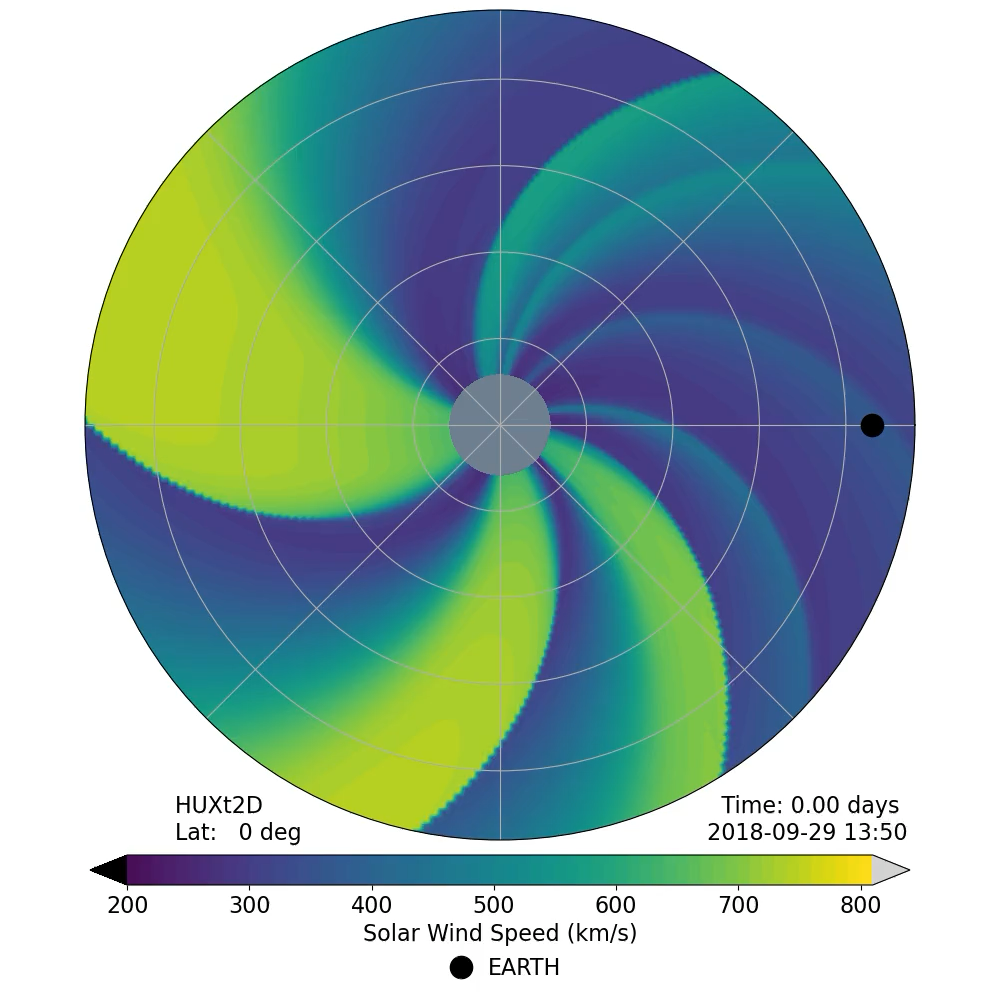 HUXt2D
Lat: 0 deg
Time: 0.00 days
2018-09-29 13:50
200 300 400 500 600 700 800
Solar Wind Speed (km/s)
EARTH